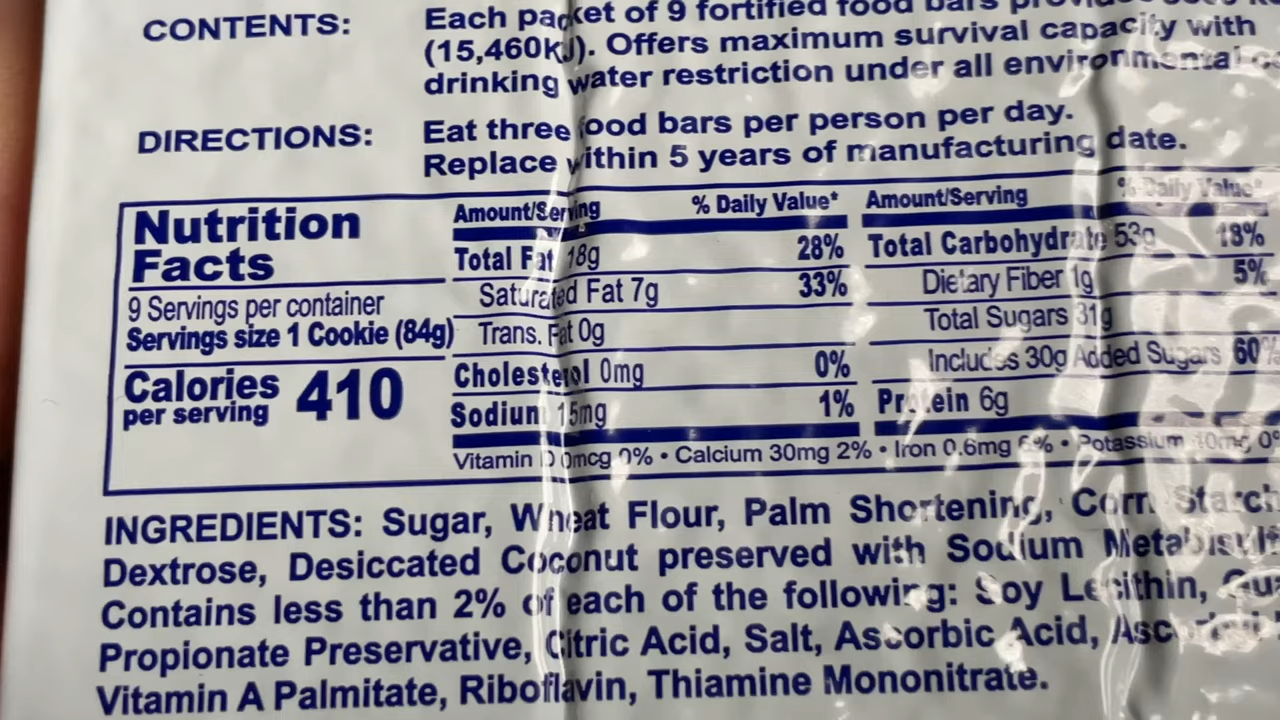 CONTENTS:
Each packet of 9 fortified food bars
(15,460kJ). Offers maximum survival capacity with
drinking water restriction under all environmental
DIRECTIONS:
Eat three food bars per person per day.
Replace within 5 years of manufacturing date.
Nutrition
Facts
9 Servings per container
Servings size 1 Cookie (84g)
Calories
per serving 410
Amount/Serving % Daily Value*
Total Fat 18g 28%
Saturated Fat 7g 33%
Trans. Fat 0g
Cholesterol 0mg 0%
Sodium 15mg 1%
Amount/Serving % Daily Value*
Total Carbohydrate 53g 18%
Dietary Fiber 1g 5%
Total Sugars 31g
Includes 30g Added Sugars 60%
Protein 6g
Vitamin D 0mcg 0% • Calcium 30mg 2% • Iron 0.6mg 6% • Potassium
INGREDIENTS: Sugar, Wheat Flour, Palm Shortening, Corn Starch
Dextrose, Desiccated Coconut preserved with Sodium
Contains less than 2% of each of the following: Soy Lecithin,
Propionate Preservative, Citric Acid, Salt, Ascorbic Acid,
Vitamin A Palmitate, Riboflavin, Thiamine Mononitrate.